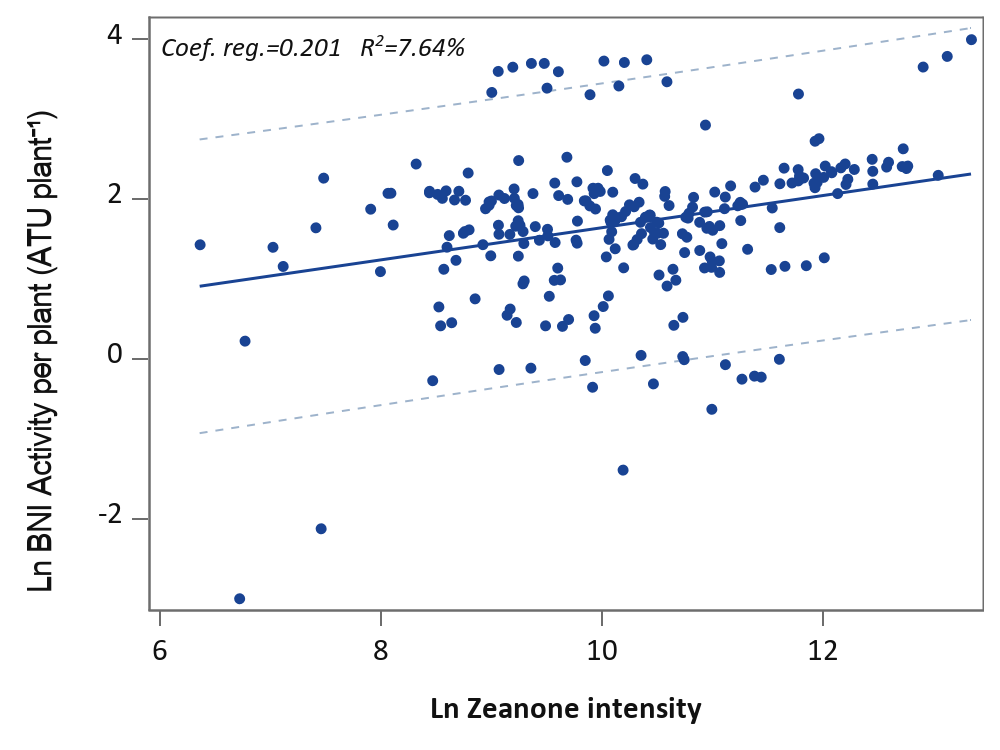 Coef. reg.=0.201 R²=7.64%
4
2
0
-2
Ln BNI Activity per plant (ATU plant⁻¹)
6 8 10 12
Ln Zeanone intensity